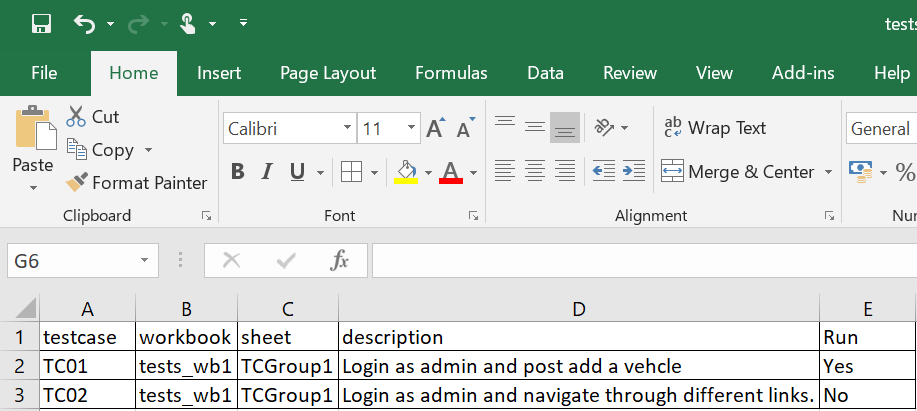 tests
File Home Insert Page Layout Formulas Data Review View Add-ins Help
Paste
Cut
Copy
Format Painter
Clipboard
Calibri 11 A A
B I U A
Font
ab Wrap Text
Merge & Center
Alignment
General
%
Num
G6 fx
A B C D E
1 testcase workbook sheet description Run
2 TC01 tests_wb1 TCGroup1 Login as admin and post add a vehcle Yes
3 TC02 tests_wb1 TCGroup1 Login as admin and navigate through different links. No